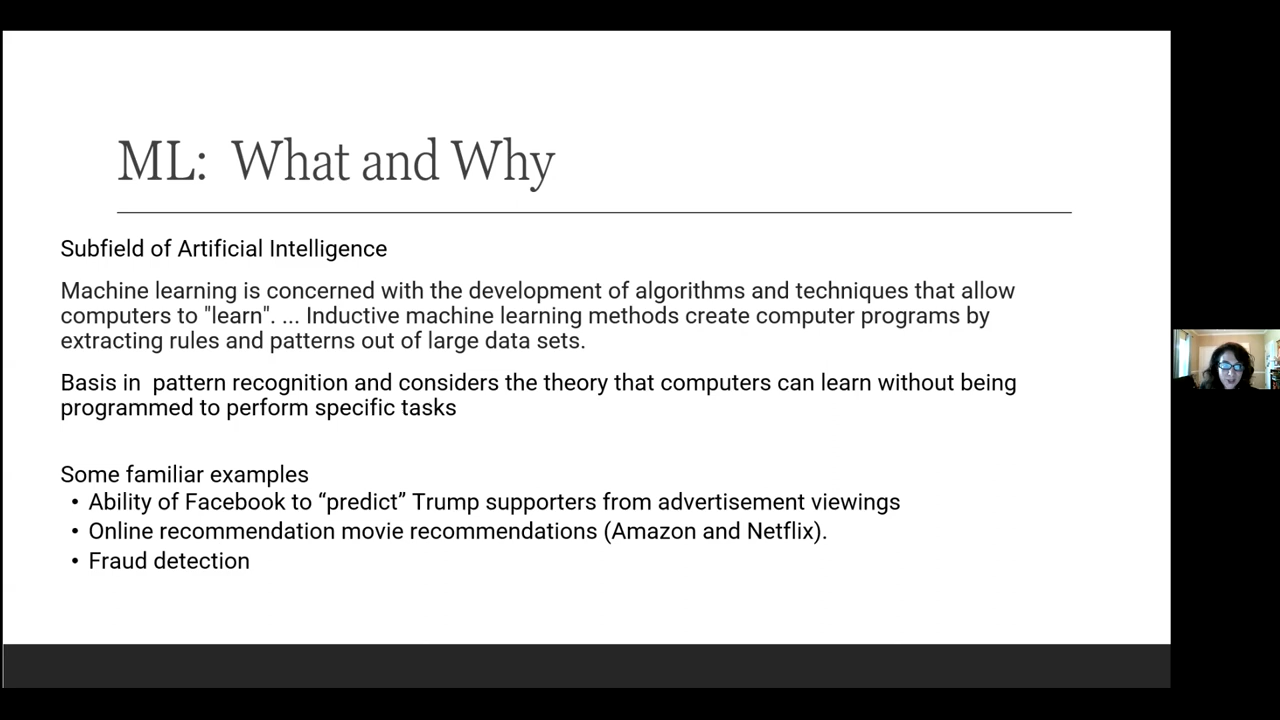 ML:  What and Why
Subfield of Artificial Intelligence
Machine learning is concerned with the development of algorithms and techniques that allow
computers to "learn". ... Inductive machine learning methods create computer programs by
extracting rules and patterns out of large data sets.
Basis in  pattern recognition and considers the theory that computers can learn without being
programmed to perform specific tasks
Some familiar examples
• Ability of Facebook to “predict” Trump supporters from advertisement viewings
• Online recommendation movie recommendations (Amazon and Netflix).
• Fraud detection